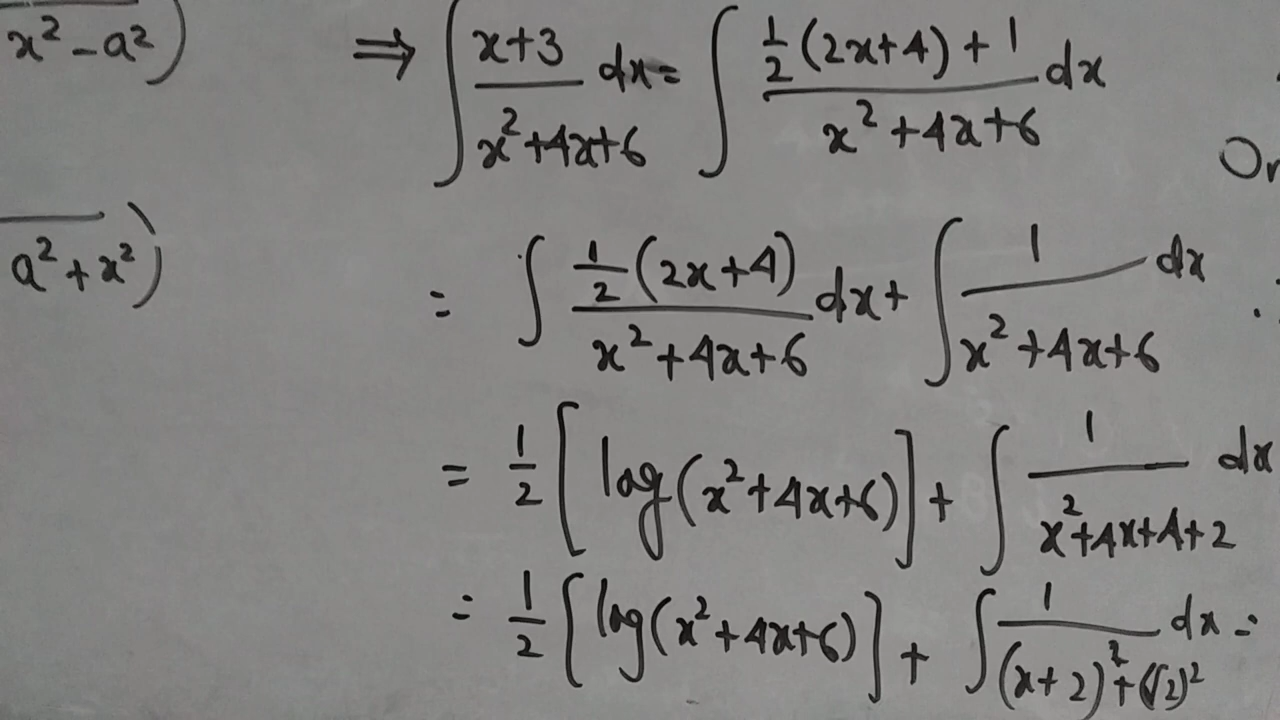 x²-a²)
⇒ ∫ x+3 / x²+4x+6 dx = ∫ ½(2x+4)+1 / x²+4x+6 dx
Or
a²+x²)
= ∫ ½(2x+4) / x²+4x+6 dx + ∫ 1 / x²+4x+6 dx
= ½ [log(x²+4x+6)] + ∫ 1 / x²+4x+4+2 dx
= ½ [log(x²+4x+6)] + ∫ 1 / (x+2)²+(√2)² dx =